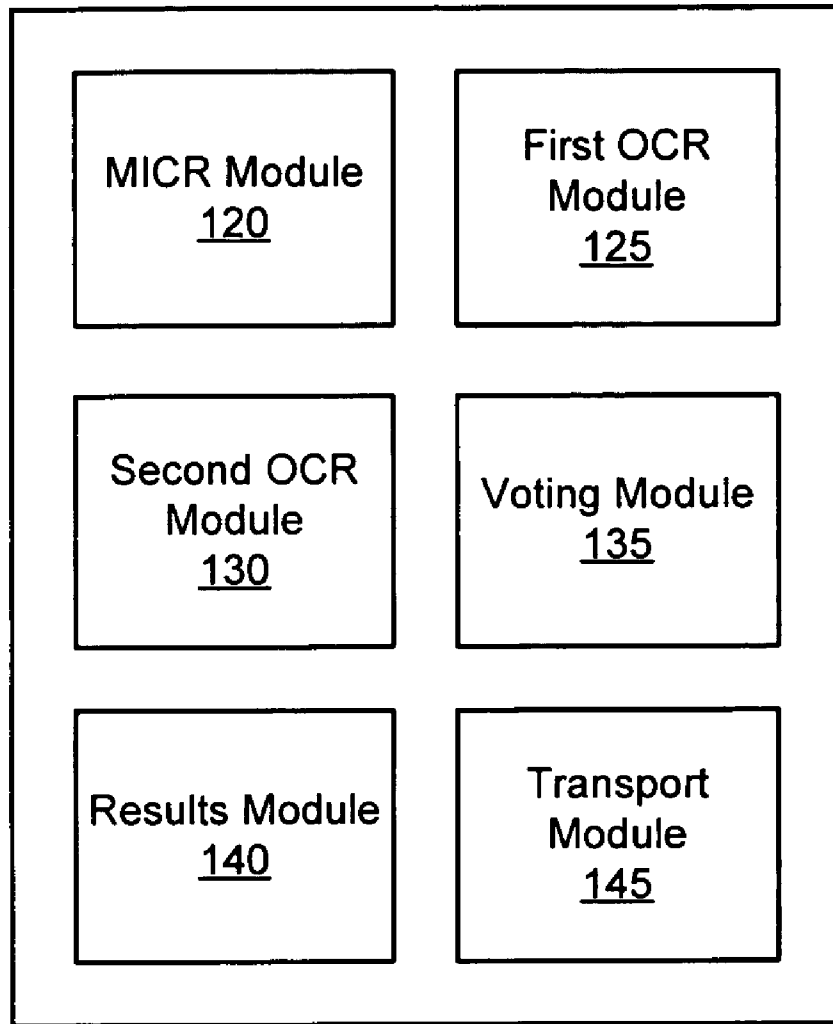 MICR Module
120
First OCR
Module
125
Second OCR
Module
130
Voting Module
135
Results Module
140
Transport
Module
145